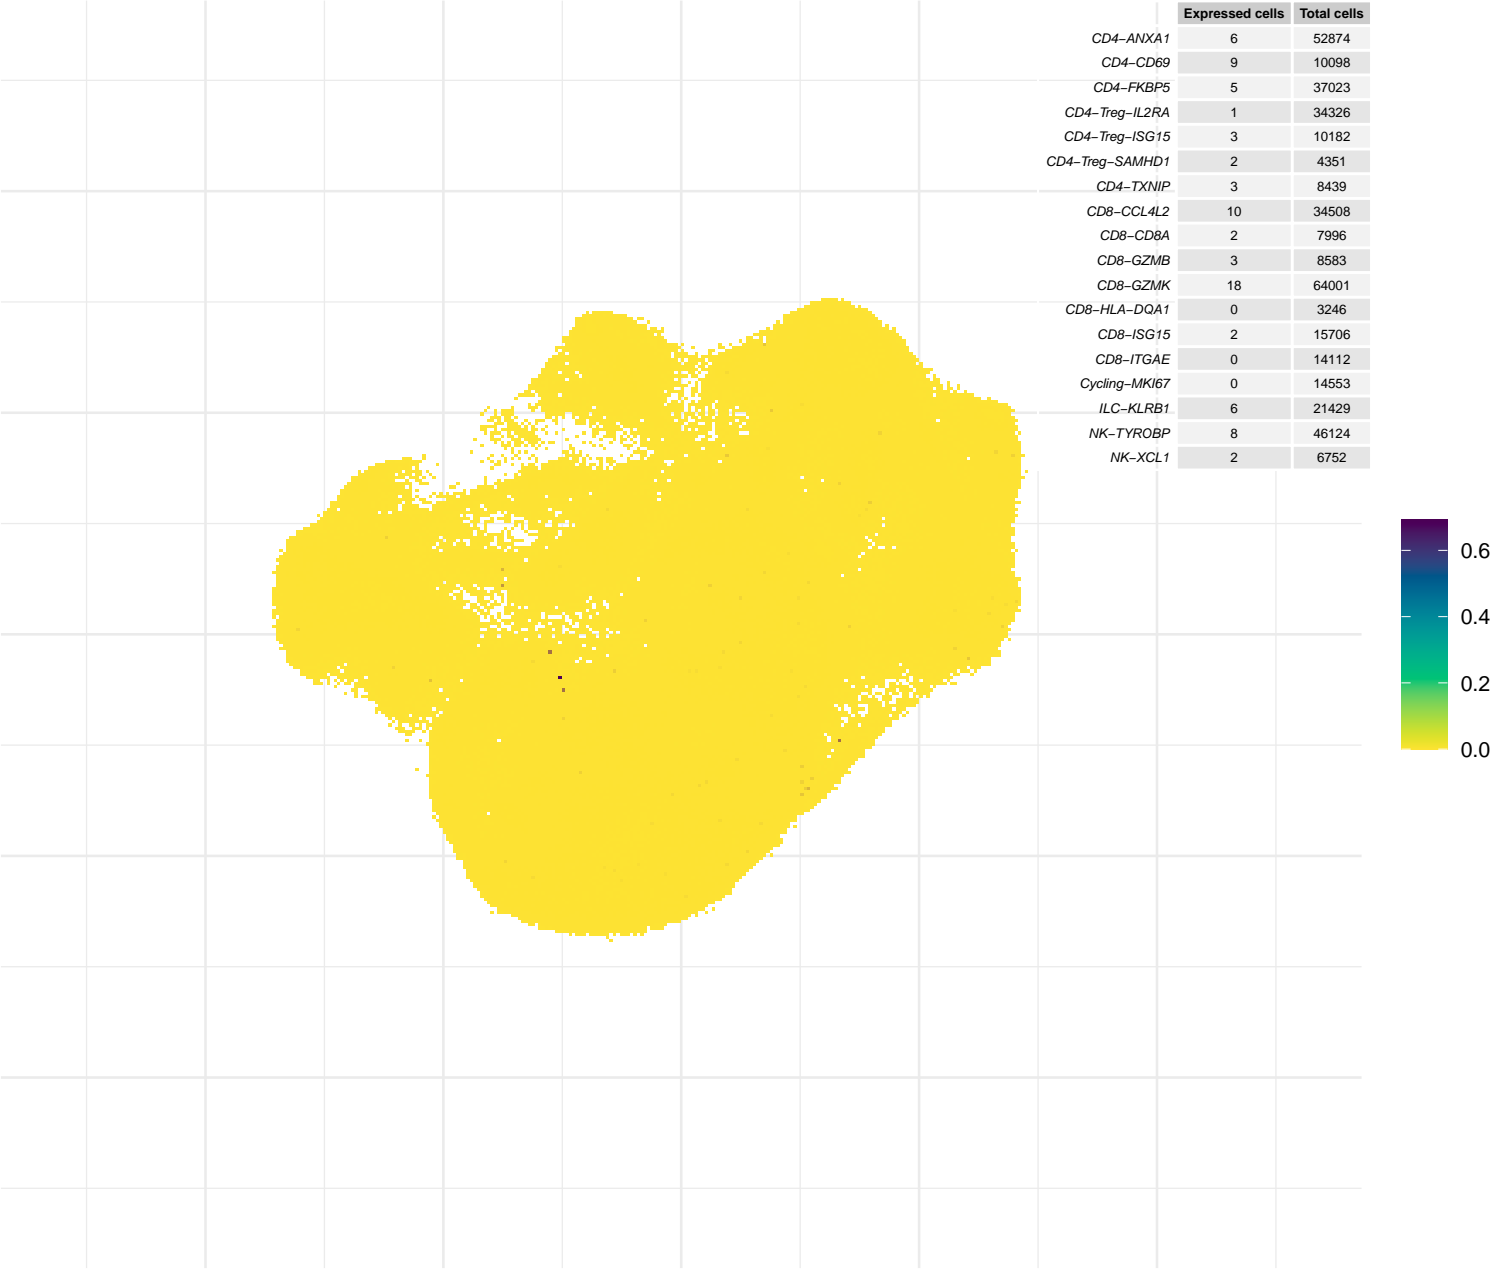 Expressed cells Total cells
CD4−ANXA1 6 52874
CD4−CD69 9 10098
CD4−FKBP5 5 37023
CD4−Treg−IL2RA 1 34326
CD4−Treg−ISG15 3 10182
CD4−Treg−SAMHD1 2 4351
CD4−TXNIP 3 8439
CD8−CCL4L2 10 34508
CD8−CD8A 2 7996
CD8−GZMB 3 8583
CD8−GZMK 18 64001
CD8−HLA−DQA1 0 3246
CD8−ISG15 2 15706
CD8−ITGAE 0 14112
Cycling−MKI67 0 14553
ILC−KLRB1 6 21429
NK−TYROBP 8 46124
NK−XCL1 2 6752
0.6
0.4
0.2
0.0